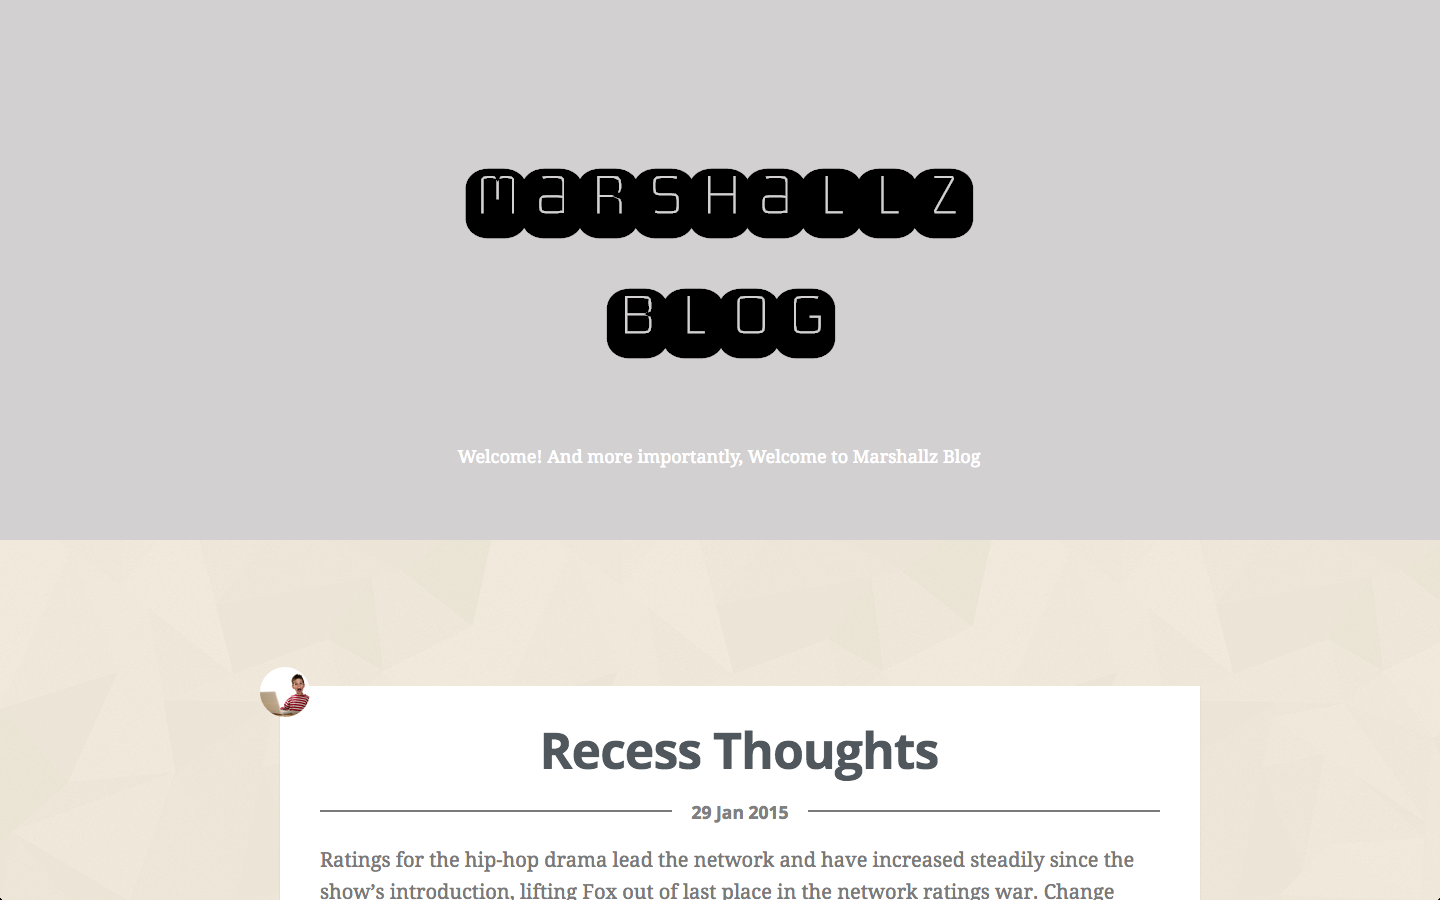 MaRSHaLLZ
BLOG
Welcome! And more importantly, Welcome to Marshallz Blog
Recess Thoughts
29 Jan 2015
Ratings for the hip-hop drama lead the network and have increased steadily since the
show’s introduction, lifting Fox out of last place in the network ratings war. Change